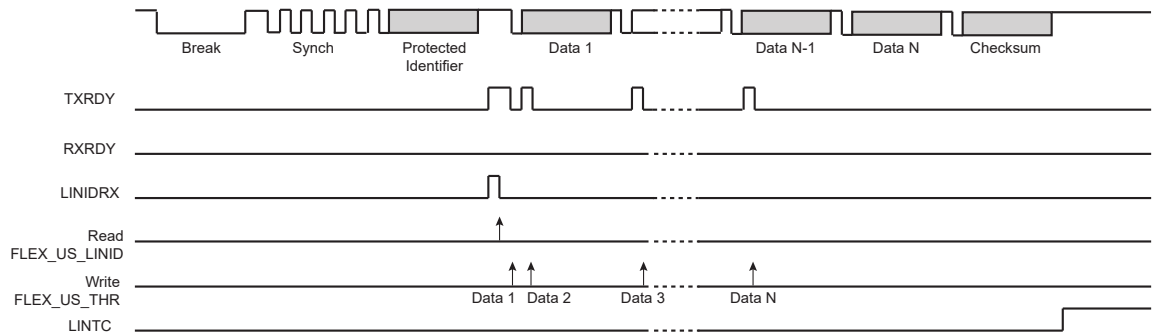 Break Synch Protected Identifier Data 1 Data N-1 Data N Checksum
TXRDY
RXRDY
LINIDRX
Read
FLEX_US_LINID
Write
FLEX_US_THR
Data 1 Data 2 Data 3 Data N
LINTC